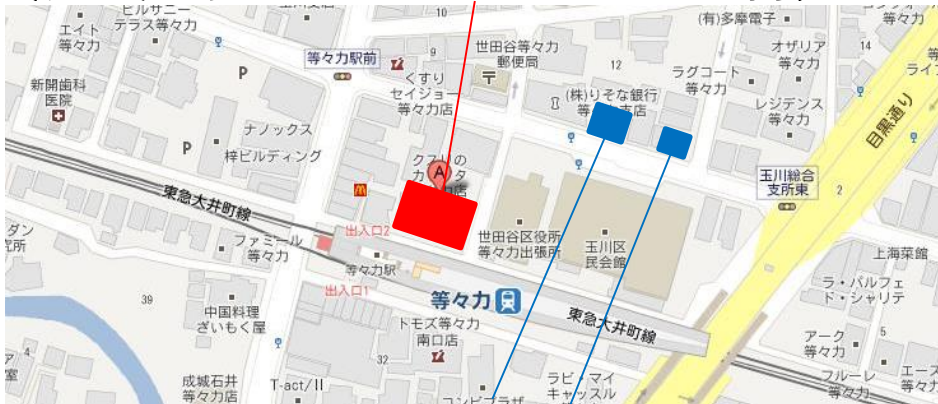 ビルサニー
テラス等々力
エイト
等々力
10
(有)多摩電子
オザリア
等々力
14
等々力駅前
9
世田谷等々力
郵便局
12
ラグコート
等々力
新開歯科
医院
P
くすり
セイジョー
等々力店
(株)りそな銀行
レジデンス
等々力
目黒通り
ナノックス
P
梓ビルディング
クスリの
A
玉川総合
支所東
2
東急大井町線
出入口2
世田谷区役所
等々力出張所
玉川区
民会館
ファミール
等々力
等々力駅
上海菜館
39
出入口1
等々力
ラ・パルフェ
ド・シャリテ
中国料理
ざいもく屋
トモズ等々力
南口店
東急大井町線
アーク
等々力
5
4
32
成城石井
等々力店
T-act/II
コンビプラザ
ラビ・マイ
キャッスル
フルーレ
等々力